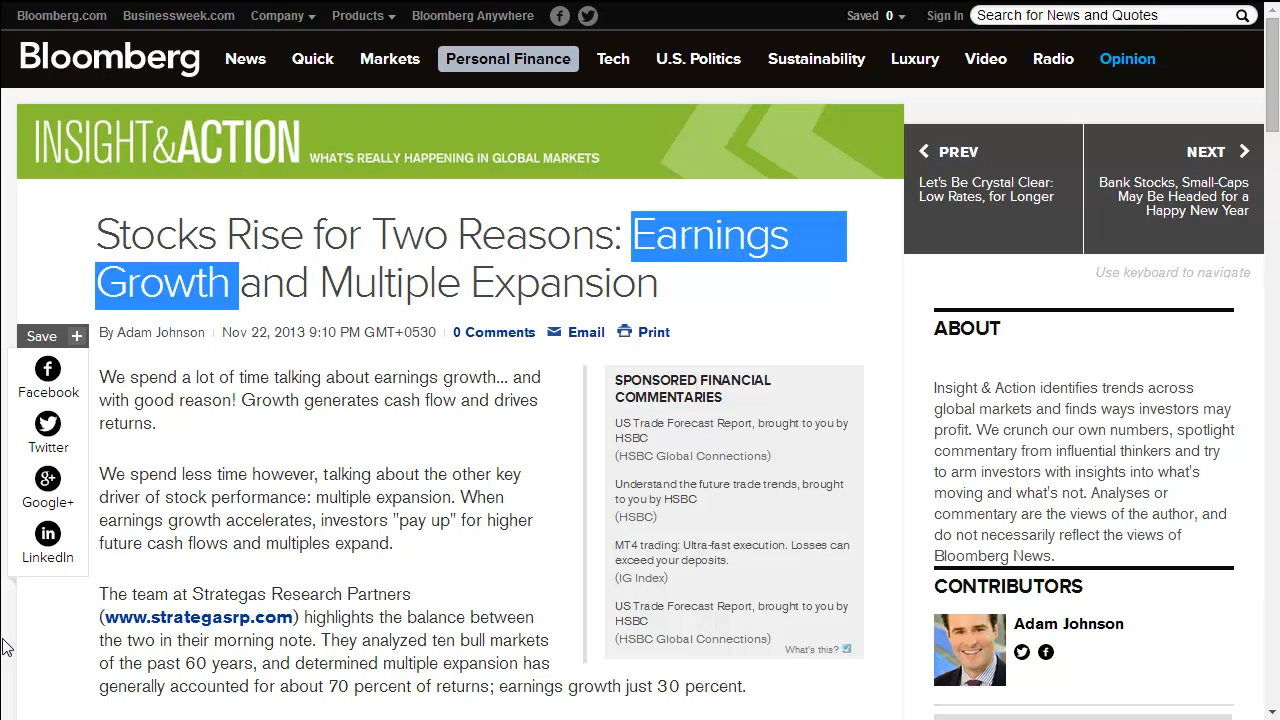 Bloomberg.com Businessweek.com Company Products Bloomberg Anywhere Saved 0 Sign In Search for News and Quotes
Bloomberg News Quick Markets Personal Finance Tech U.S. Politics Sustainability Luxury Video Radio Opinion
INSIGHT&ACTION WHAT'S REALLY HAPPENING IN GLOBAL MARKETS
PREV
Let's Be Crystal Clear:
Low Rates, for Longer
NEXT
Bank Stocks, Small-Caps
May Be Headed for a
Happy New Year
Use keyboard to navigate
Stocks Rise for Two Reasons: Earnings
Growth and Multiple Expansion
By Adam Johnson Nov 22, 2013 9:10 PM GMT+0530 0 Comments Email Print
Save +
Facebook
Twitter
Google+
LinkedIn
We spend a lot of time talking about earnings growth... and
with good reason! Growth generates cash flow and drives
returns.
We spend less time however, talking about the other key
driver of stock performance: multiple expansion. When
earnings growth accelerates, investors "pay up" for higher
future cash flows and multiples expand.
The team at Strategas Research Partners
(www.strategasrp.com) highlights the balance between
the two in their morning note. They analyzed ten bull markets
of the past 60 years, and determined multiple expansion has
generally accounted for about 70 percent of returns; earnings growth just 30 percent.
SPONSORED FINANCIAL
COMMENTARIES
US Trade Forecast Report, brought to you by
HSBC
(HSBC Global Connections)
Understand the future trade trends, brought
to you by HSBC
(HSBC)
MT4 trading: Ultra-fast execution. Losses can
exceed your deposits.
(IG Index)
US Trade Forecast Report, brought to you by
HSBC
(HSBC Global Connections)
What's this?
ABOUT
Insight & Action identifies trends across
global markets and finds ways investors may
profit. We crunch our own numbers, spotlight
commentary from influential thinkers and try
to arm investors with insights into what's
moving and what's not. Analyses or
commentary are the views of the author, and
do not necessarily reflect the views of
Bloomberg News.
CONTRIBUTORS
Adam Johnson